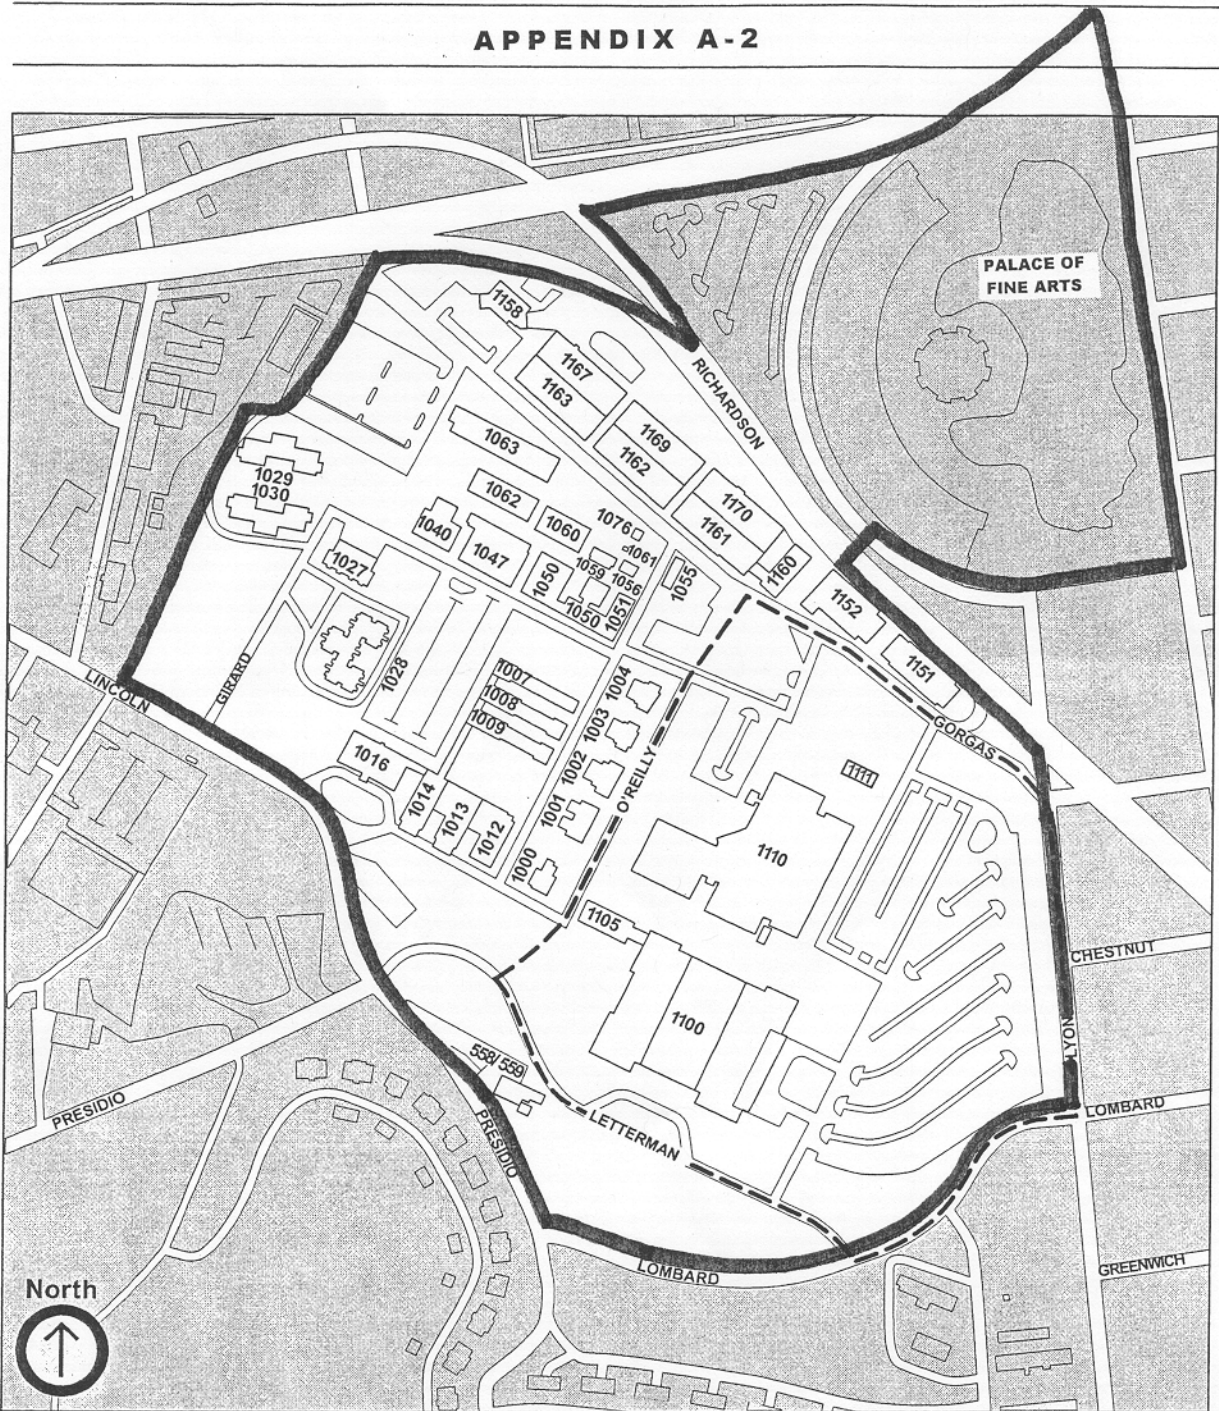 APPENDIX A-2
PALACE OF
FINE ARTS
1158
1167
1163
RICHARDSON
1169
1162
1063
1170
1161
1029
1030
1062
1040
1047
1060
1076
1061
1059
1056
1050
1050
1051
1055
1160
1152
1151
1027
1028
GIRARD
LINCOLN
1007
1008
1009
1004
1003
1002
1001
1000
O'REILLY
GORGAS
1016
1014
1013
1012
1111
1110
1105
1100
CHESTNUT
LYON
558/559
PRESIDIO
PRESIDIO
LETTERMAN
LOMBARD
LOMBARD
GREENWICH
North